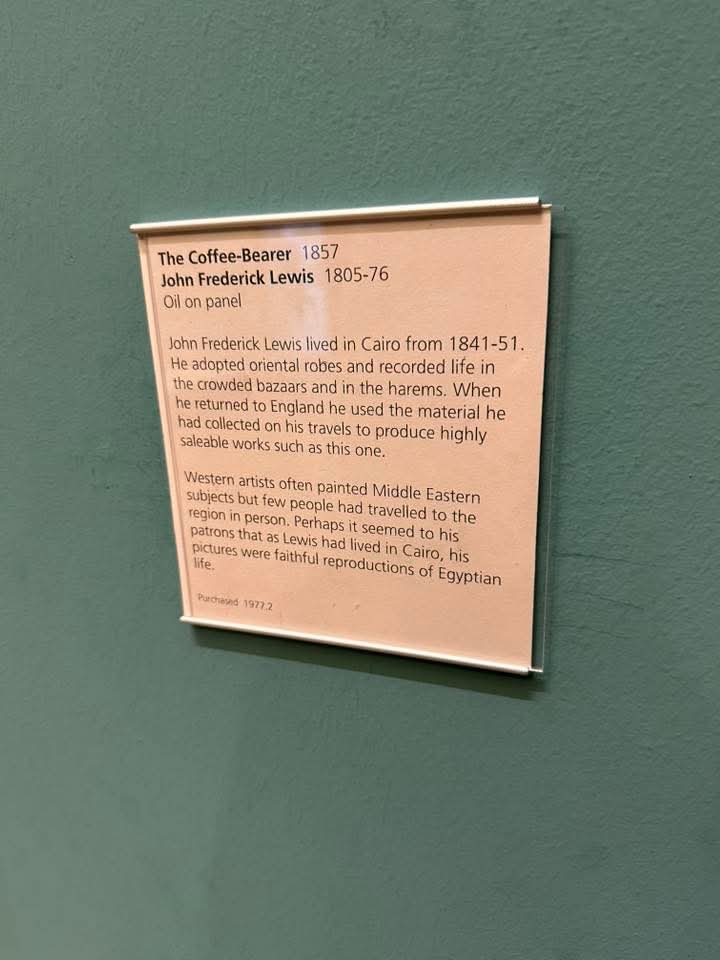 The Coffee-Bearer 1857
John Frederick Lewis 1805-76
Oil on panel
John Frederick Lewis lived in Cairo from 1841-51.
He adopted oriental robes and recorded life in
the crowded bazaars and in the harems. When
he returned to England he used the material he
had collected on his travels to produce highly
saleable works such as this one.
Western artists often painted Middle Eastern
subjects but few people had travelled to the
region in person. Perhaps it seemed to his
patrons that as Lewis had lived in Cairo, his
pictures were faithful reproductions of Egyptian
life.
Purchased 1977.2